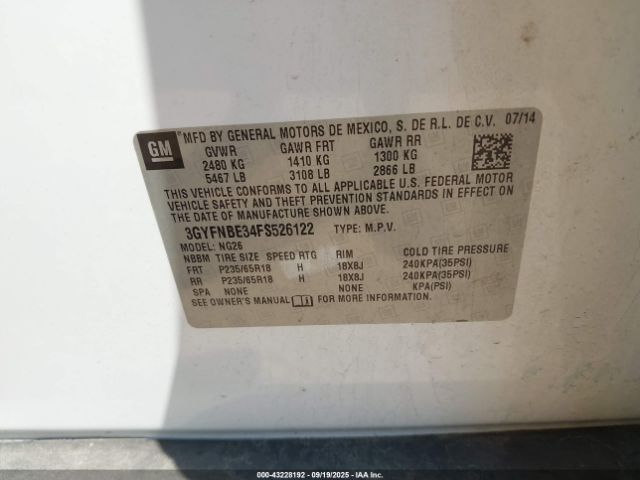 GM
MFD BY GENERAL MOTORS DE MEXICO, S. DE R.L. DE C.V. 07/14
GVWR GAWR FRT GAWR RR
2480 KG 1410 KG 1300 KG
5467 LB 3108 LB 2866 LB
THIS VEHICLE CONFORMS TO ALL APPLICABLE U.S. FEDERAL MOTOR
VEHICLE SAFETY AND THEFT PREVENTION STANDARDS IN EFFECT ON
THE DATE OF MANUFACTURE SHOWN ABOVE.
3GYFNBE34FS526122 TYPE: M.P.V.
MODEL: NG26
NBBM TIRE SIZE SPEED RTG RIM COLD TIRE PRESSURE
FRT P235/65R18 H 18X8J 240KPA(35PSI)
RR P235/65R18 H 18X8J 240KPA(35PSI)
SPA NONE NONE KPA(PSI)
SEE OWNER'S MANUAL FOR MORE INFORMATION.
000-43228192 - 09/19/2025 - IAAI.COM